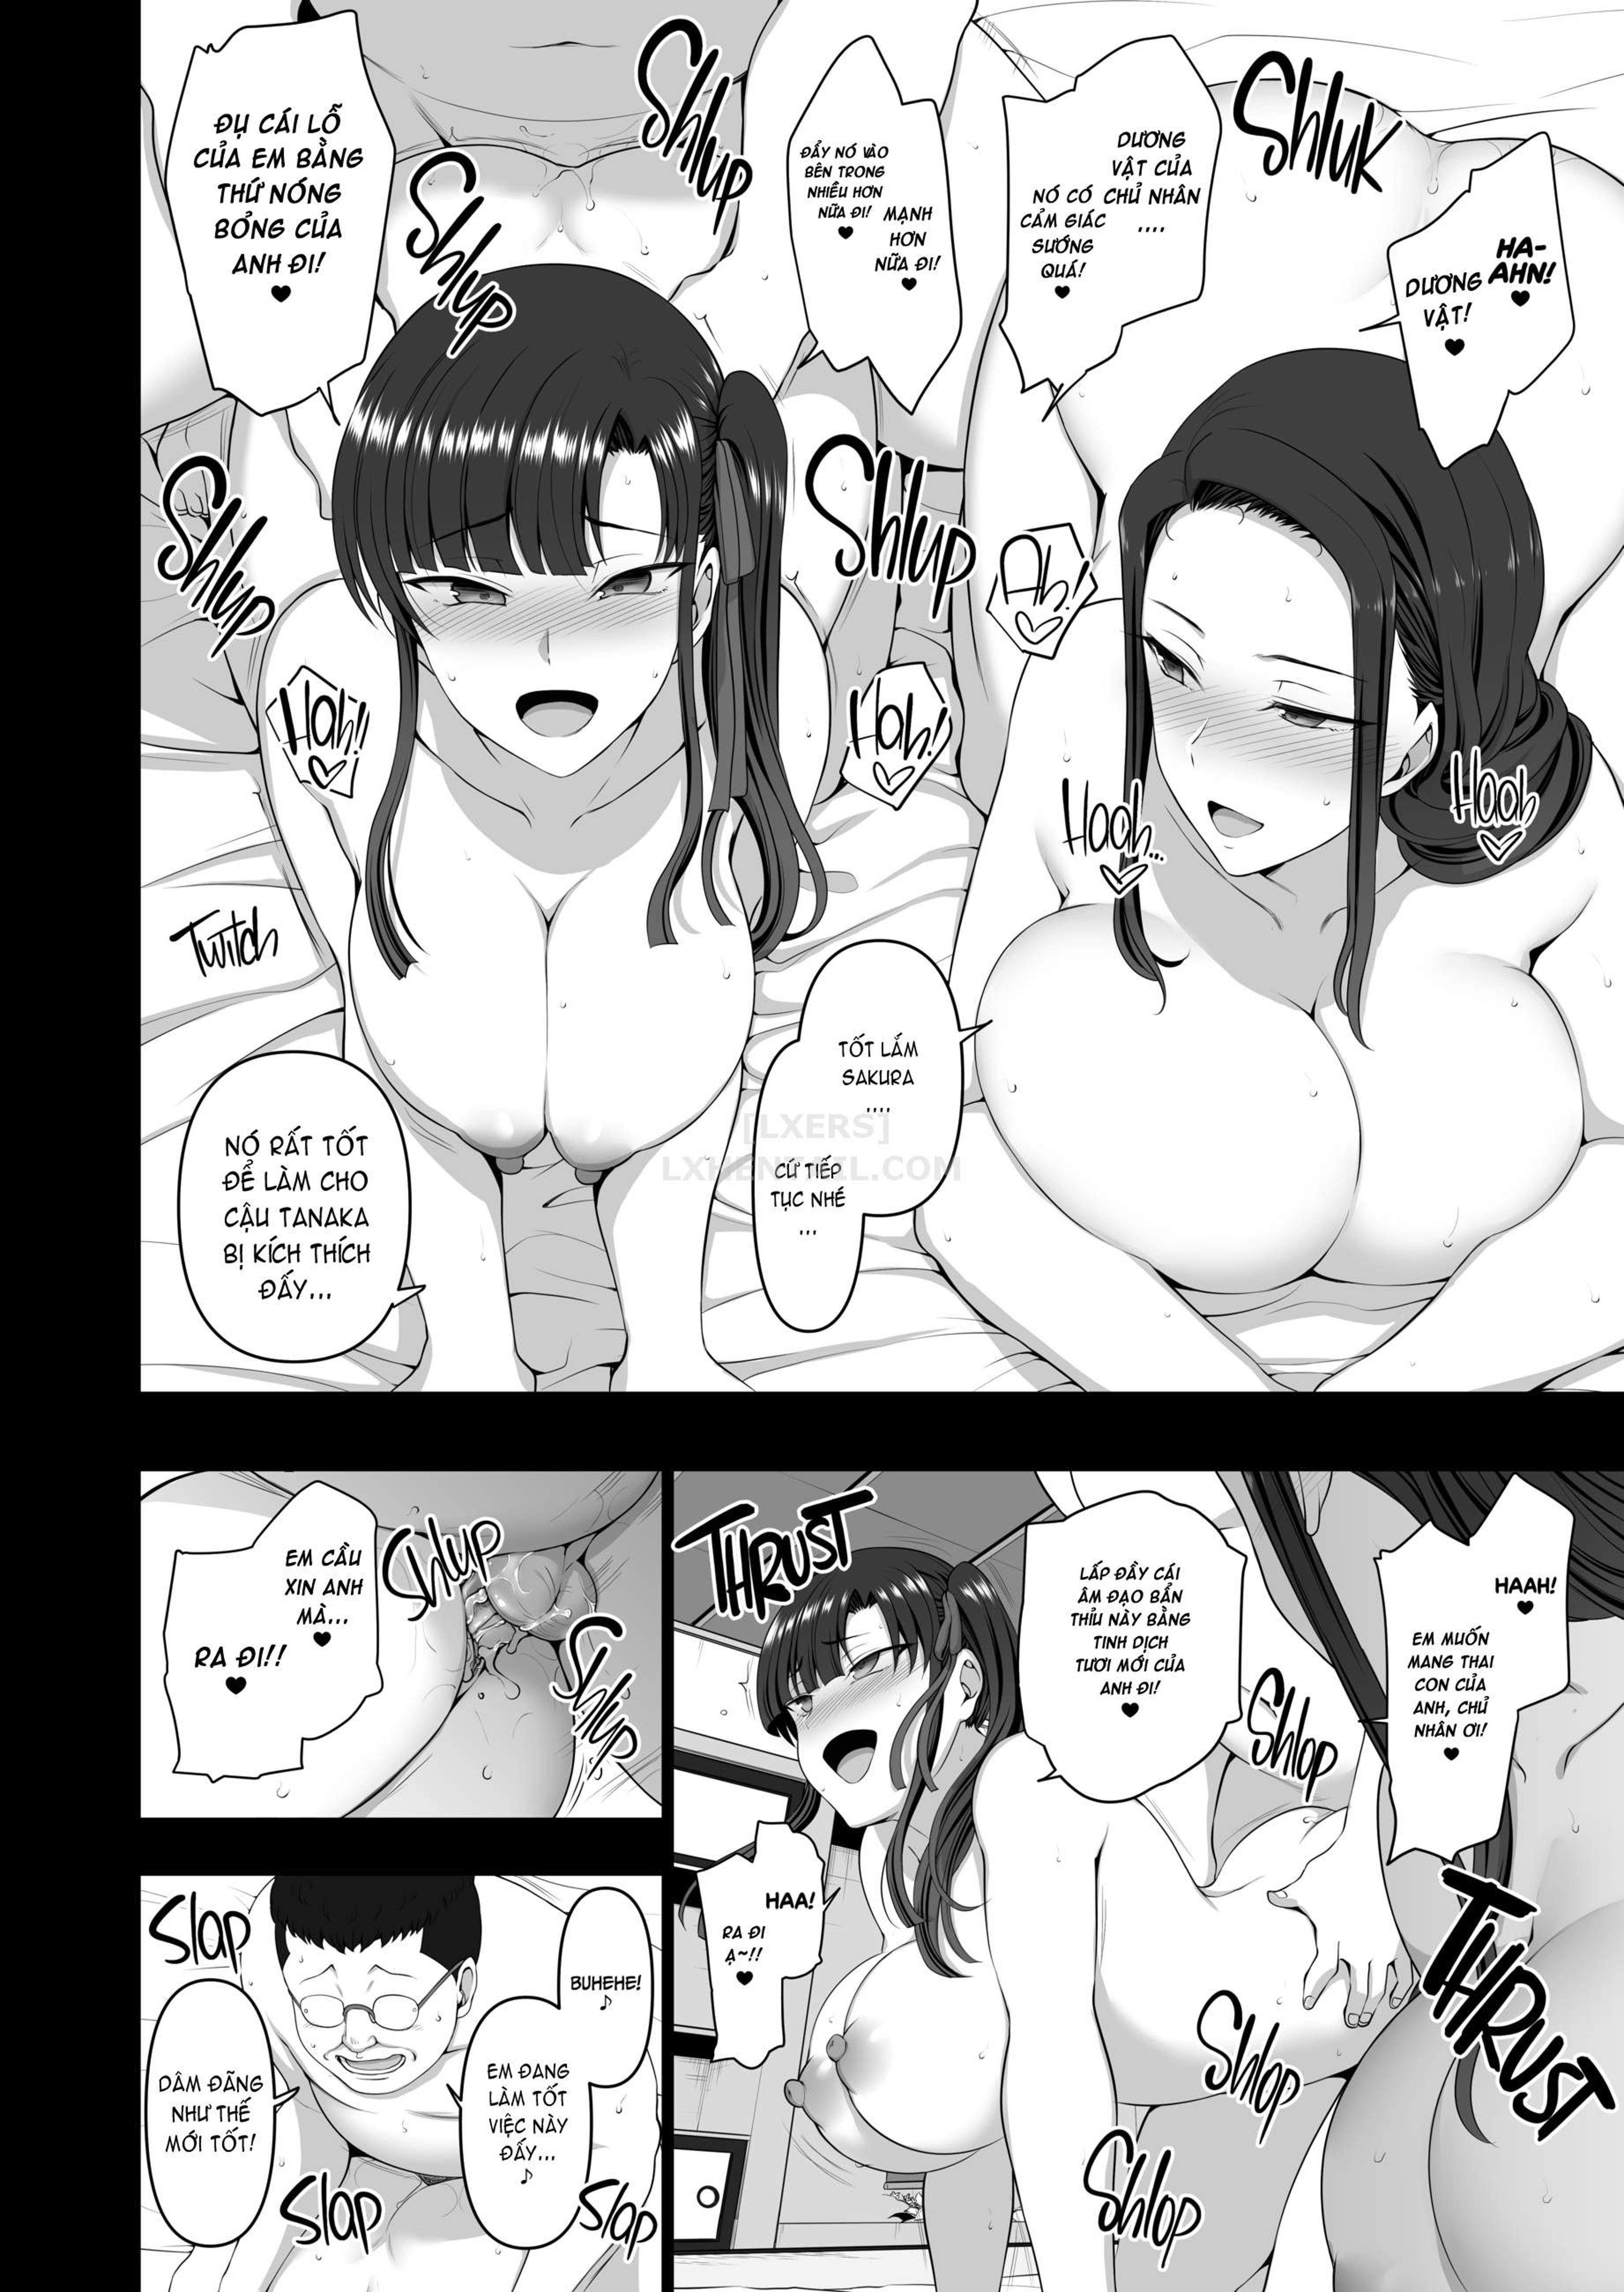 SHLUK
HA-
AHN!
DƯƠNG
VẬT!
DƯƠNG
VẬT CỦA
CHỦ NHÂN
....
NÓ CÓ
CẢM GIÁC
SƯỚNG
QUÁ!
ĐẨY NÓ VÀO
BÊN TRONG
NHIỀU HƠN
NỮA ĐI!
MẠNH
HƠN
NỮA ĐI!
SHLUP
SHLUP
ĐỤ CÁI LỖ
CỦA EM BẰNG
THỨ NÓNG
BỎNG CỦA
ANH ĐI!
SHLUP
SHLUP
AH!
HAH!
HAH!!
HAAH
HAAH...
TWITCH
TỐT LẮM
SAKURA
....
CỨ TIẾP
TỤC NHÉ
...
[LXERS]
LXHENTAIL.COM
NÓ RẤT TỐT
ĐỂ LÀM CHO
CẬU TANAKA
BỊ KÍCH THÍCH
ĐẤY...
HAAH!
EM MUỐN
MANG THAI
CON CỦA
ANH, CHỦ
NHÂN ƠI!
LẤP ĐẦY CÁI
ÂM ĐẠO BẨN
THỈU NÀY BẰNG
TINH DỊCH
TƯƠI MỚI CỦA
ANH ĐI!
THRUST
SHLOP
HAA!
RA ĐI
Ạ~!!
THRUST
SHLOP
SHLOP
EM CẦU
XIN ANH
MÀ...
RA ĐI!!
SHLUP
SHLUP
SLAP
BUHEHE!
♪
EM ĐANG
LÀM TỐT
VIỆC NÀY
ĐẤY...
♪
DÂM ĐÃNG
NHƯ THẾ
MỚI TỐT!
SLAP
SLAP